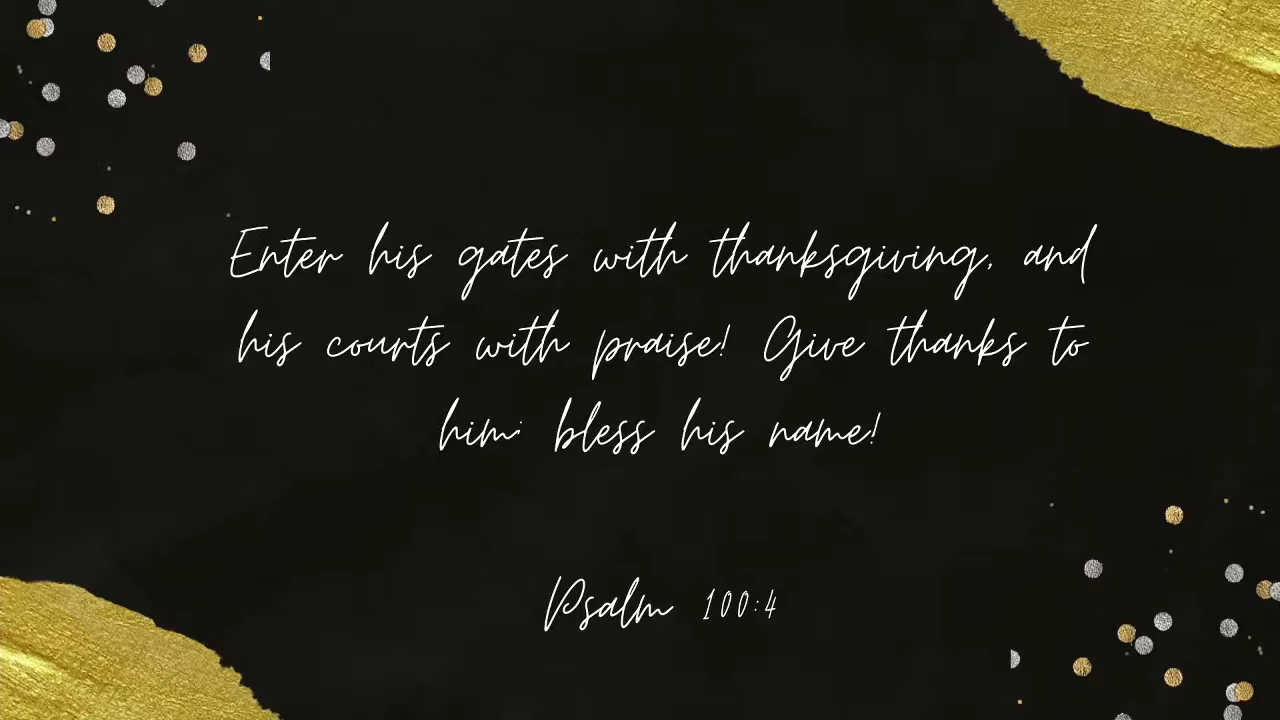 Enter his gates with thanksgiving, and
his courts with praise! Give thanks to
him; bless his name!
Psalm 100:4